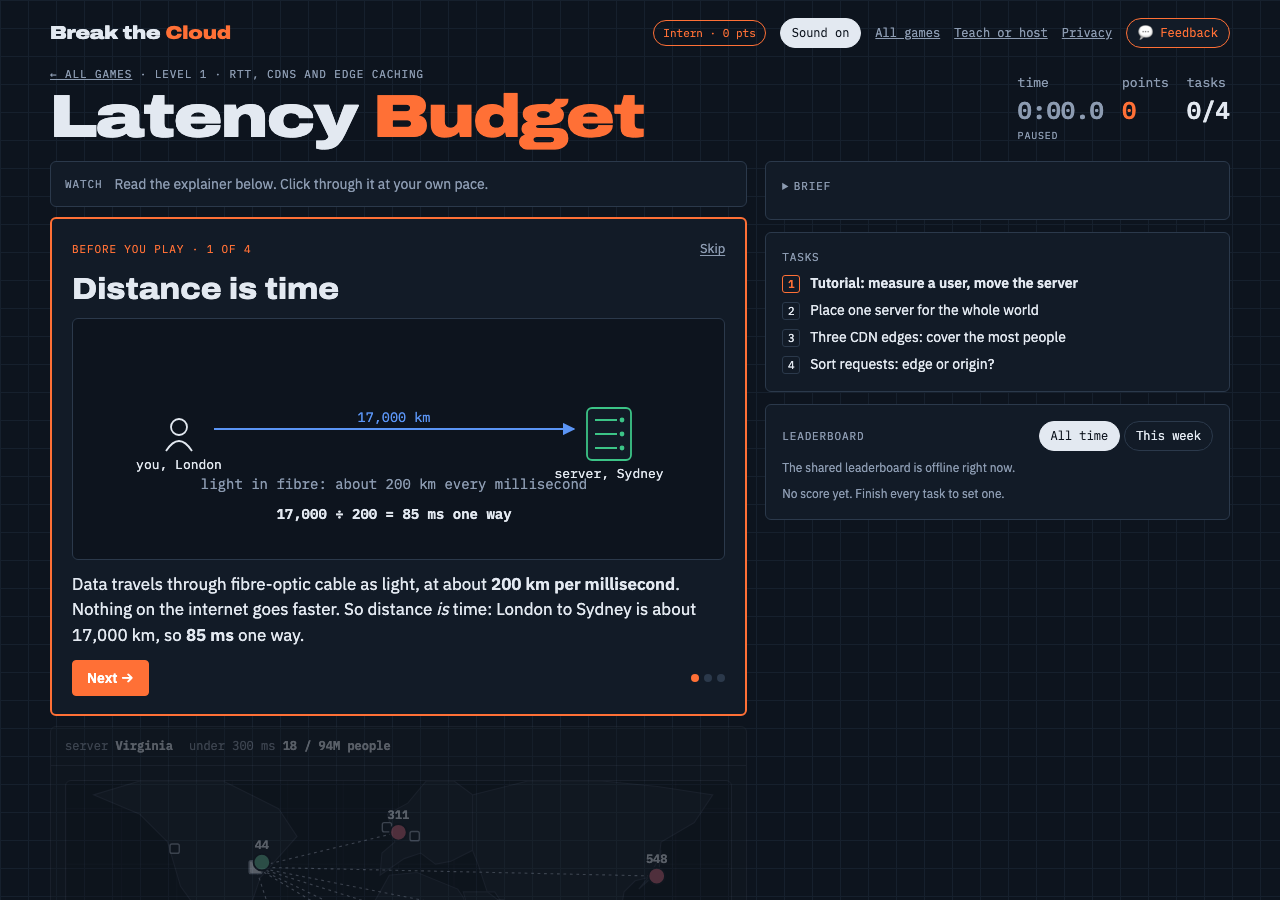 Break the Cloud
Intern · 0 pts
Sound on
All games
Teach or host
Privacy
💬 Feedback
← ALL GAMES · LEVEL 1 · RTT, CDNS AND EDGE CACHING
Latency Budget
time
points
tasks
0:00.0
0
0/4
PAUSED
WATCH Read the explainer below. Click through it at your own pace.
BEFORE YOU PLAY · 1 OF 4
Skip
Distance is time
17,000 km
you, London
server, Sydney
light in fibre: about 200 km every millisecond
17,000 ÷ 200 = 85 ms one way
Data travels through fibre-optic cable as light, at about 200 km per millisecond.
Nothing on the internet goes faster. So distance is time: London to Sydney is about
17,000 km, so 85 ms one way.
Next →
server Virginia under 300 ms 18 / 94M people
311
44
548
▶ BRIEF
TASKS
1 Tutorial: measure a user, move the server
2 Place one server for the whole world
3 Three CDN edges: cover the most people
4 Sort requests: edge or origin?
LEADERBOARD
All time
This week
The shared leaderboard is offline right now.
No score yet. Finish every task to set one.